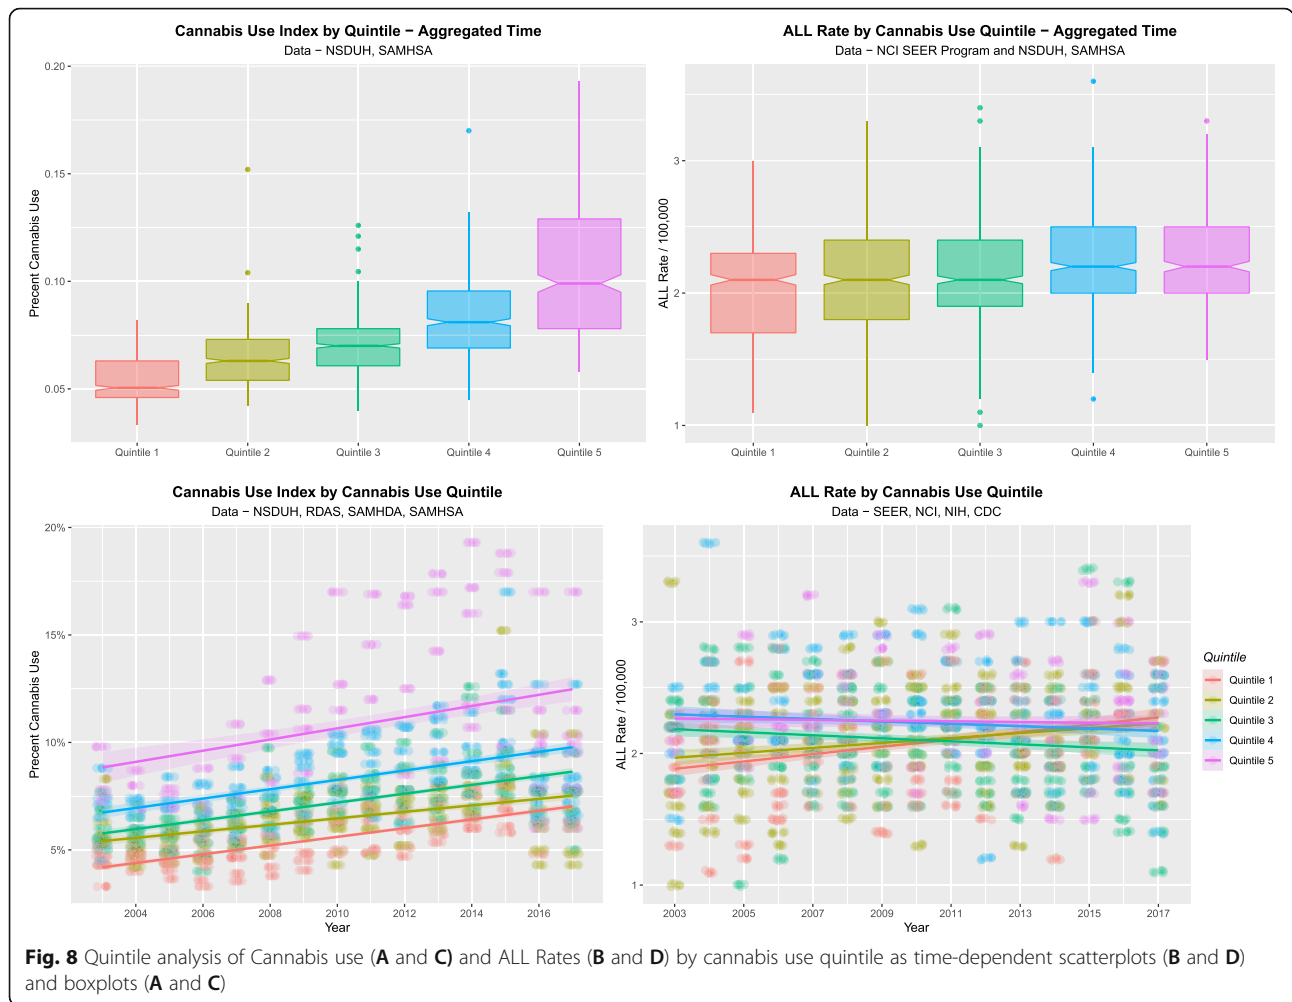 Cannabis Use Index by Quintile − Aggregated Time
Data − NSDUH, SAMHSA
Precent Cannabis Use
0.20
0.15
0.10
0.05
Quintile 1
Quintile 2
Quintile 3
Quintile 4
Quintile 5
ALL Rate by Cannabis Use Quintile − Aggregated Time
Data − NCI SEER Program and NSDUH, SAMHSA
ALL Rate / 100,000
3
2
1
Quintile 1
Quintile 2
Quintile 3
Quintile 4
Quintile 5
Cannabis Use Index by Cannabis Use Quintile
Data − NSDUH, RDAS, SAMHDA, SAMHSA
Precent Cannabis Use
20%
15%
10%
5%
2004
2006
2008
2010
2012
2014
2016
Year
ALL Rate by Cannabis Use Quintile
Data − SEER, NCI, NIH, CDC
ALL Rate / 100,000
3
2
1
2003
2005
2007
2009
2011
2013
2015
2017
Year
Quintile
Quintile 1
Quintile 2
Quintile 3
Quintile 4
Quintile 5
Fig. 8 Quintile analysis of Cannabis use (A and C) and ALL Rates (B and D) by cannabis use quintile as time-dependent scatterplots (B and D)
and boxplots (A and C)